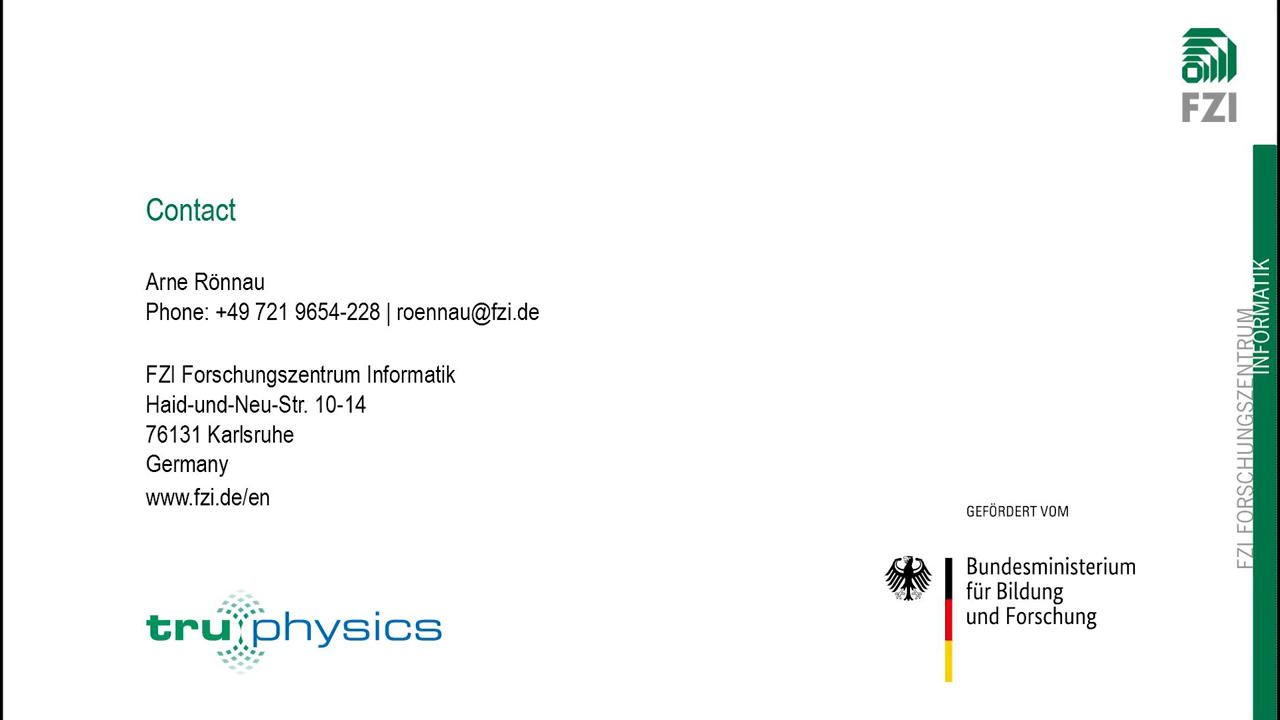 FZI
Contact
Arne Rönnau
Phone: +49 721 9654-228 | roennau@fzi.de
FZI Forschungszentrum Informatik
Haid-und-Neu-Str. 10-14
76131 Karlsruhe
Germany
www.fzi.de/en
truphysics
GEFÖRDERT VOM
Bundesministerium
für Bildung
und Forschung
FZI FORSCHUNGSZENTRUM
INFORMATIK